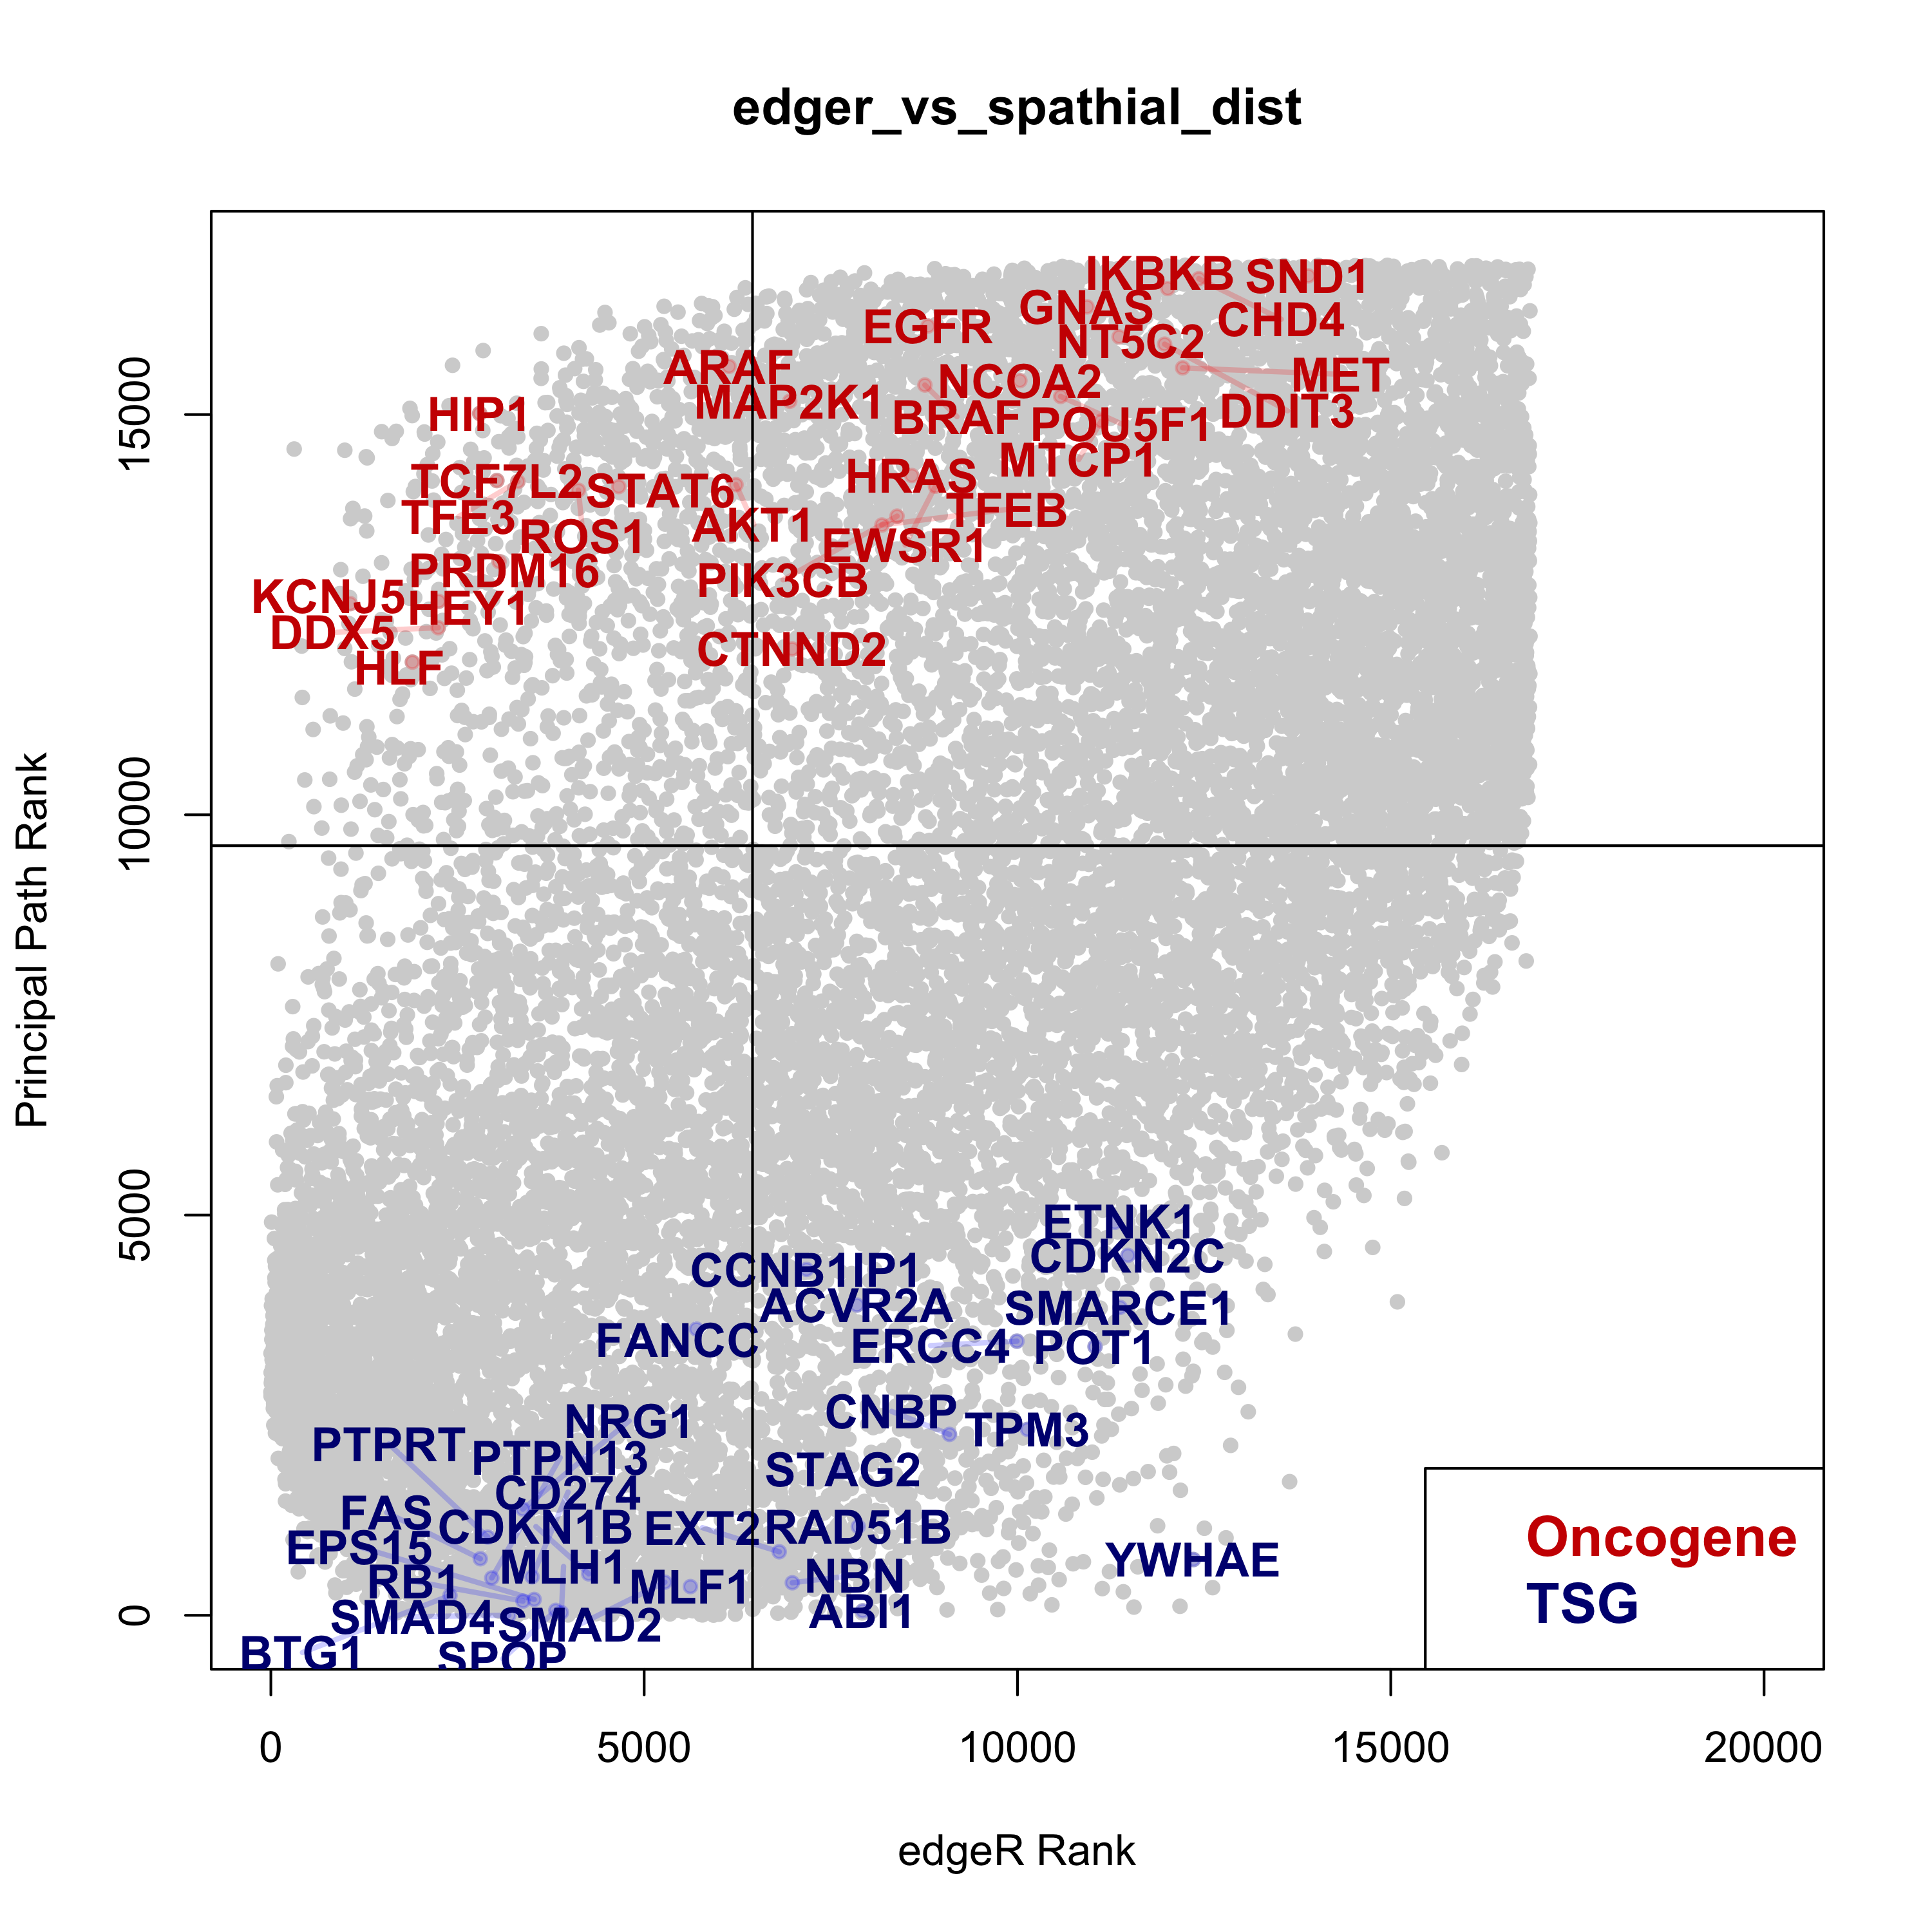 edger_vs_spathial_dist
Principal Path Rank
15000
10000
5000
0
IKBKB
SND1
GNAS
CHD4
EGFR
NT5C2
ARAF
MET
NCOA2
MAP2K1
DDIT3
HIP1
BRAF
POU5F1
MTCP1
TCF7L2
HRAS
STAT6
TFE3
TFEB
AKT1
ROS1
EWSR1
PRDM16
PIK3CB
KCNJ5
HEY1
DDX5
CTNND2
HLF
ETNK1
CDKN2C
CCNB1IP1
ACVR2A
SMARCE1
FANCC
ERCC4
POT1
CNBP
NRG1
TPM3
PTPRT
PTPN13
STAG2
CD274
FAS
CDKN1B
EXT2
RAD51B
EPS15
YWHAE
MLH1
NBN
RB1
MLF1
ABI1
SMAD4
SMAD2
BTG1
SPOP
Oncogene
TSG
0
5000
10000
15000
20000
edgeR Rank